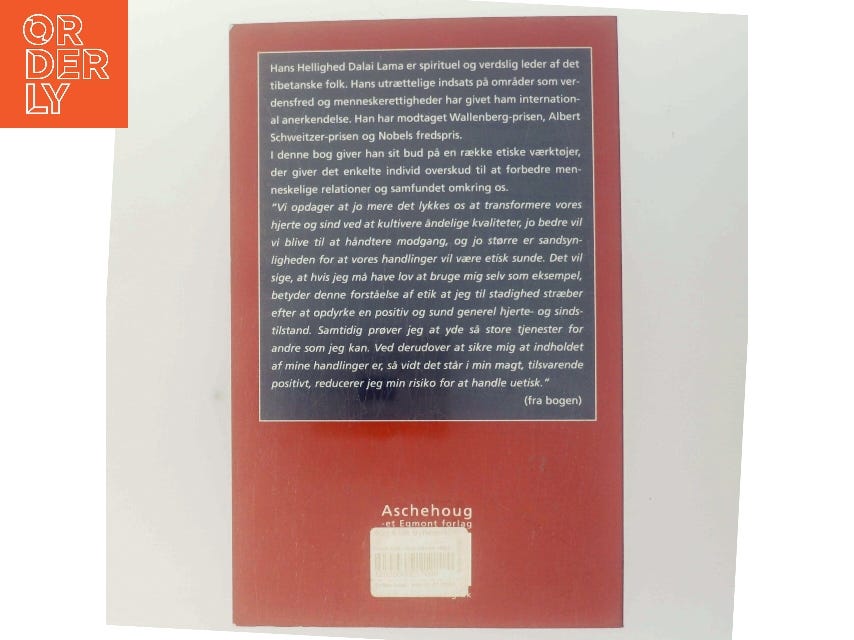 OR
DER
LY
Hans Hellighed Dalai Lama er spirituel og verdslig leder af det
tibetanske folk. Hans utrættelige indsats på områder som ver-
densfred og menneskerettigheder har givet ham internation-
al anerkendelse. Han har modtaget Wallenberg-prisen, Albert
Schweitzer-prisen og Nobels fredspris.
I denne bog giver han sit bud på en række etiske værktøjer,
der giver det enkelte individ overskud til at forbedre men-
neskelige relationer og samfundet omkring os.
"Vi opdager at jo mere det lykkes os at transformere vores
hjerte og sind ved at kultivere åndelige kvaliteter, jo bedre vil
vi blive til at håndtere modgang, og jo større er sandsyn-
ligheden for at vores handlinger vil være etisk sunde. Det vil
sige, at hvis jeg må have lov at bruge mig selv som eksempel,
betyder denne forståelse af etik at jeg til stadighed stræber
efter at opdyrke en positiv og sund generel hjerte- og sinds-
tilstand. Samtidig prøver jeg at yde så store tjenester for
andre som jeg kan. Ved derudover at sikre mig at indholdet
af mine handlinger er, så vidt det står i min magt, tilsvarende
positivt, reducerer jeg min risiko for at handle uetisk."
(fra bogen)
Aschehoug
-et Egmont forlag